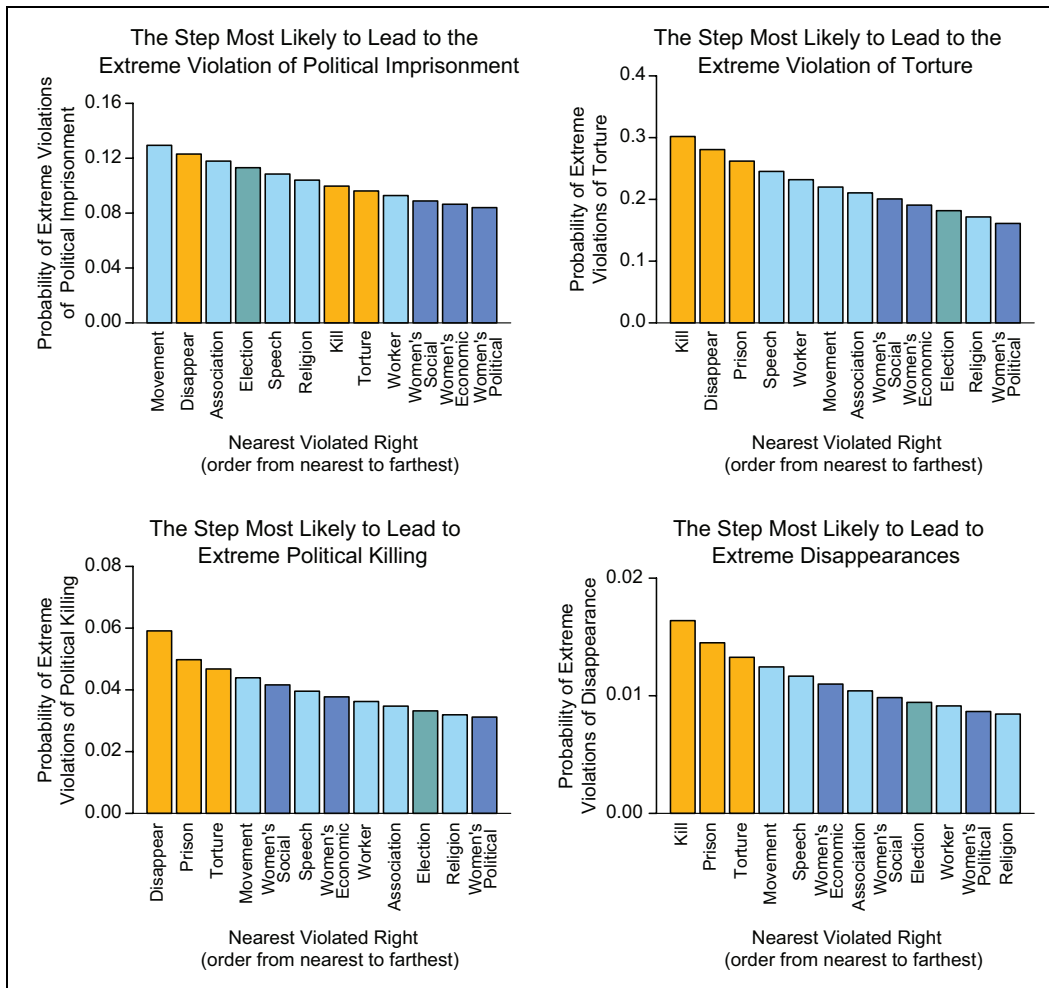 The Step Most Likely to Lead to the
Extreme Violation of Political Imprisonment
Probability of Extreme Violations
of Political Imprisonment
0.16
0.12
0.08
0.04
0.00
Movement
Disappear
Association
Election
Speech
Religion
Kill
Torture
Worker
Women's
Social
Women's
Economic
Women's
Political
Nearest Violated Right
(order from nearest to farthest)
The Step Most Likely to Lead to the
Extreme Violation of Torture
Probability of Extreme
Violations of Torture
0.4
0.3
0.2
0.1
0.0
Kill
Disappear
Prison
Speech
Worker
Movement
Association
Women's
Social
Women's
Economic
Election
Religion
Women's
Political
Nearest Violated Right
(order from nearest to farthest)
The Step Most Likely to Lead to
Extreme Political Killing
Probability of Extreme
Violations of Political Killing
0.08
0.06
0.04
0.02
0.00
Disappear
Prison
Torture
Movement
Women's
Social
Speech
Women's
Economic
Worker
Association
Election
Religion
Women's
Political
Nearest Violated Right
(order from nearest to farthest)
The Step Most Likely to Lead to
Extreme Disappearances
Probability of Extreme
Violations of Disappearance
0.02
0.01
0.00
Kill
Prison
Torture
Movement
Speech
Women's
Economic
Association
Women's
Social
Election
Worker
Women's
Political
Religion
Nearest Violated Right
(order from nearest to farthest)